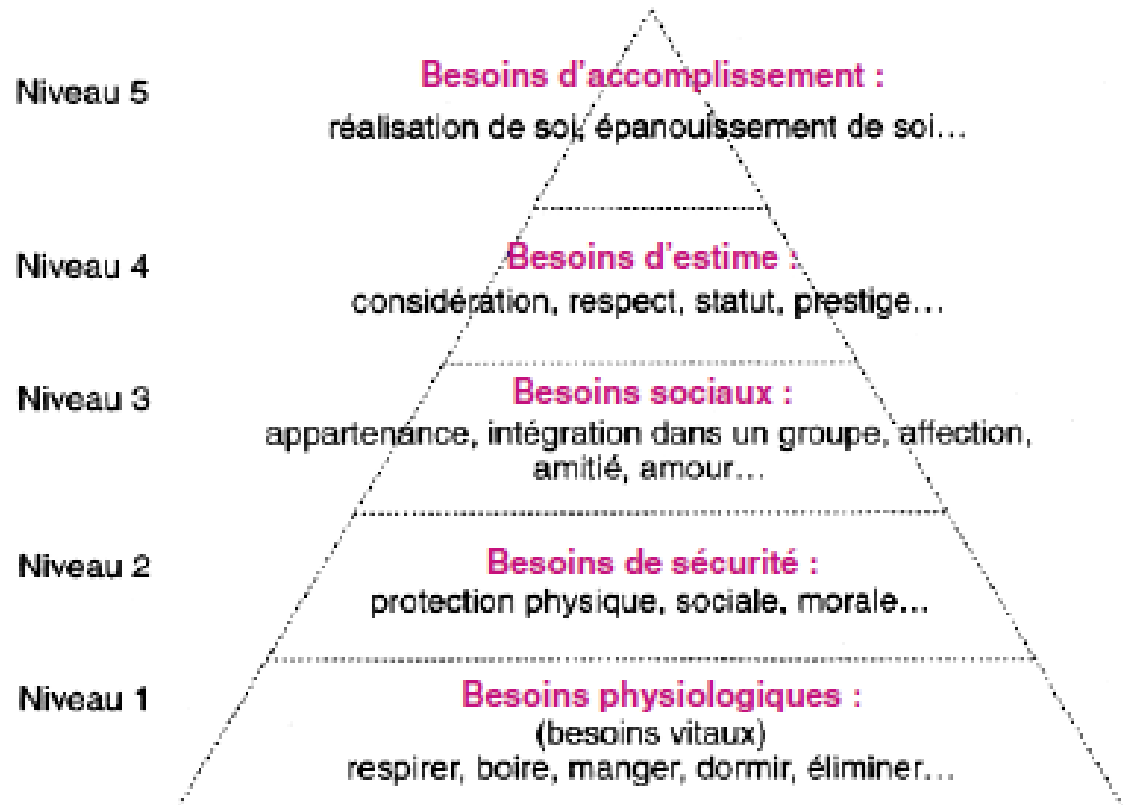 Niveau 5
Besoins d'accomplissement :
réalisation de soi, épanouissement de soi…
Niveau 4
Besoins d'estime :
considération, respect, statut, prestige…
Niveau 3
Besoins sociaux :
appartenance, intégration dans un groupe, affection,
amitié, amour…
Niveau 2
Besoins de sécurité :
protection physique, sociale, morale…
Niveau 1
Besoins physiologiques :
(besoins vitaux)
respirer, boire, manger, dormir, éliminer…